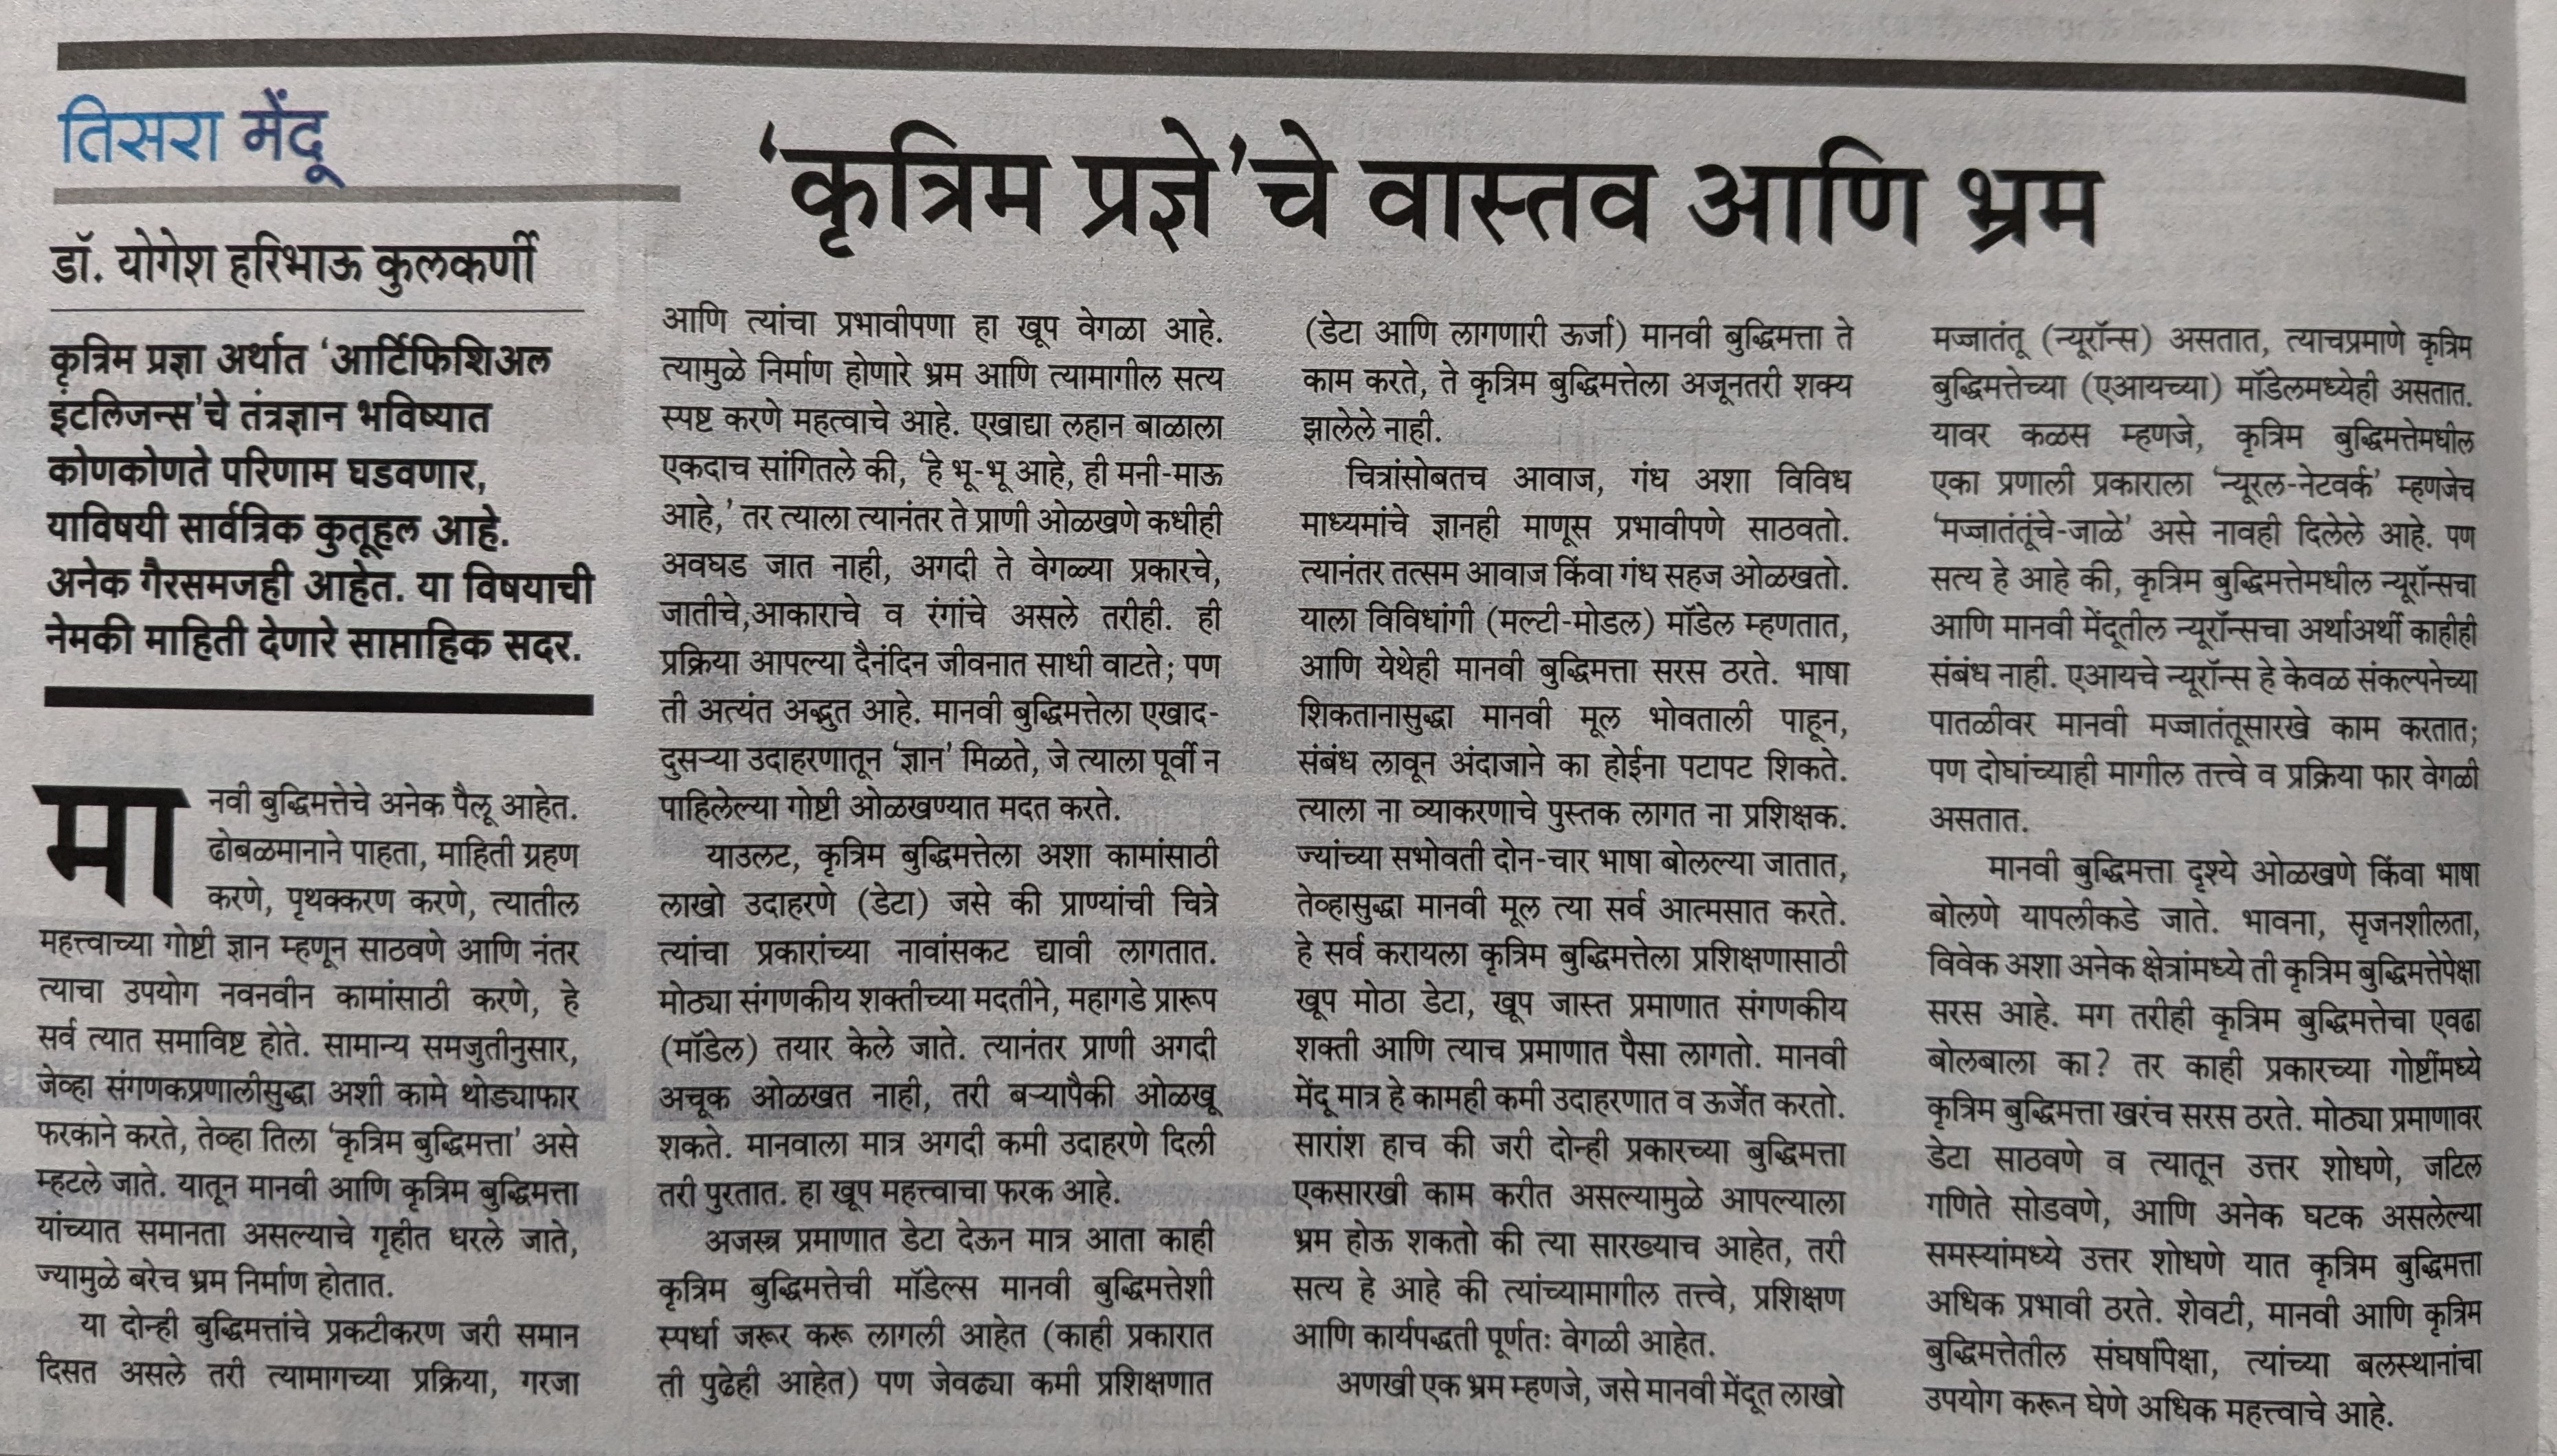 तिसरा मेंदू
‘कृत्रिम प्रज्ञे’चे वास्तव आणि भ्रम
डॉ. योगेश हरिभाऊ कुलकर्णी
कृत्रिम प्रज्ञा अर्थात ‘आर्टिफिशिअल
इंटलिजन्स’चे तंत्रज्ञान भविष्यात
कोणकोणते परिणाम घडवणार,
याविषयी सार्वत्रिक कुतूहल आहे.
अनेक गैरसमजही आहेत. या विषयाची
नेमकी माहिती देणारे साप्ताहिक सदर.
मानवी बुद्धिमत्तेचे अनेक पैलू आहेत.
ढोबळमानाने पाहता, माहिती ग्रहण
करणे, पृथक्करण करणे, त्यातील
महत्त्वाच्या गोष्टी ज्ञान म्हणून साठवणे आणि नंतर
त्याचा उपयोग नवनवीन कामांसाठी करणे, हे
सर्व त्यात समाविष्ट होते. सामान्य समजुतीनुसार,
जेव्हा संगणकप्रणालीसुद्धा अशी कामे थोड्याफार
फरकाने करते, तेव्हा तिला ‘कृत्रिम बुद्धिमत्ता’ असे
म्हटले जाते. यातून मानवी आणि कृत्रिम बुद्धिमत्ता
यांच्यात समानता असल्याचे गृहीत धरले जाते,
ज्यामुळे बरेच भ्रम निर्माण होतात.
या दोन्ही बुद्धिमत्तांचे प्रकटीकरण जरी समान
दिसत असले तरी त्यामागच्या प्रक्रिया, गरजा
आणि त्यांचा प्रभावीपणा हा खूप वेगळा आहे.
त्यामुळे निर्माण होणारे भ्रम आणि त्यामागील सत्य
स्पष्ट करणे महत्वाचे आहे. एखाद्या लहान बाळाला
एकदाच सांगितले की, ‘हे भू-भू आहे, ही मनी-माऊ
आहे,’ तर त्याला त्यानंतर ते प्राणी ओळखणे कधीही
अवघड जात नाही, अगदी ते वेगळ्या प्रकारचे,
जातीचे,आकाराचे व रंगांचे असले तरीही. ही
प्रक्रिया आपल्या दैनंदिन जीवनात साधी वाटते; पण
ती अत्यंत अद्भुत आहे. मानवी बुद्धिमत्तेला एखाद-
दुसऱ्या उदाहरणातून ‘ज्ञान’ मिळते, जे त्याला पूर्वी न
पाहिलेल्या गोष्टी ओळखण्यात मदत करते.
याउलट, कृत्रिम बुद्धिमत्तेला अशा कामांसाठी
लाखो उदाहरणे (डेटा) जसे की प्राण्यांची चित्रे
त्यांचा प्रकारांच्या नावांसकट द्यावी लागतात.
मोठ्या संगणकीय शक्तीच्या मदतीने, महागडे प्रारूप
(मॉडेल) तयार केले जाते. त्यानंतर प्राणी अगदी
अचूक ओळखत नाही, तरी बऱ्यापैकी ओळखू
शकते. मानवाला मात्र अगदी कमी उदाहरणे दिली
तरी पुरतात. हा खूप महत्त्वाचा फरक आहे.
अजस्त्र प्रमाणात डेटा देऊन मात्र आता काही
कृत्रिम बुद्धिमत्तेची मॉडेल्स मानवी बुद्धिमत्तेशी
स्पर्धा जरूर करू लागली आहेत (काही प्रकारात
ती पुढेही आहेत) पण जेवढ्या कमी प्रशिक्षणात
(डेटा आणि लागणारी ऊर्जा) मानवी बुद्धिमत्ता ते
काम करते, ते कृत्रिम बुद्धिमत्तेला अजूनतरी शक्य
झालेले नाही.
चित्रांसोबतच आवाज, गंध अशा विविध
माध्यमांचे ज्ञानही माणूस प्रभावीपणे साठवतो.
त्यानंतर तत्सम आवाज किंवा गंध सहज ओळखतो.
याला विविधांगी (मल्टी-मोडल) मॉडेल म्हणतात,
आणि येथेही मानवी बुद्धिमत्ता सरस ठरते. भाषा
शिकतानासुद्धा मानवी मूल भोवताली पाहून,
संबंध लावून अंदाजाने का होईना पटापट शिकते.
त्याला ना व्याकरणाचे पुस्तक लागत ना प्रशिक्षक.
ज्यांच्या सभोवती दोन-चार भाषा बोलल्या जातात,
तेव्हासुद्धा मानवी मूल त्या सर्व आत्मसात करते.
हे सर्व करायला कृत्रिम बुद्धिमत्तेला प्रशिक्षणासाठी
खूप मोठा डेटा, खूप जास्त प्रमाणात संगणकीय
शक्ती आणि त्याच प्रमाणात पैसा लागतो. मानवी
मेंदू मात्र हे कामही कमी उदाहरणात व ऊर्जेत करतो.
सारांश हाच की जरी दोन्ही प्रकारच्या बुद्धिमत्ता
एकसारखी काम करीत असल्यामुळे आपल्याला
भ्रम होऊ शकतो की त्या सारख्याच आहेत, तरी
सत्य हे आहे की त्यांच्यामागील तत्त्वे, प्रशिक्षण
आणि कार्यपद्धती पूर्णतः वेगळी आहेत.
अणखी एक भ्रम म्हणजे, जसे मानवी मेंदूत लाखो
मज्जातंतू (न्यूरॉन्स) असतात, त्याचप्रमाणे कृत्रिम
बुद्धिमत्तेच्या (एआयच्या) मॉडेलमध्येही असतात.
यावर कळस म्हणजे, कृत्रिम बुद्धिमत्तेमधील
एका प्रणाली प्रकाराला ‘न्यूरल-नेटवर्क’ म्हणजेच
‘मज्जातंतूंचे-जाळे’ असे नावही दिलेले आहे. पण
सत्य हे आहे की, कृत्रिम बुद्धिमत्तेमधील न्यूरॉन्सचा
आणि मानवी मेंदूतील न्यूरॉन्सचा अर्थाअर्थी काहीही
संबंध नाही. एआयचे न्यूरॉन्स हे केवळ संकल्पनेच्या
पातळीवर मानवी मज्जातंतूसारखे काम करतात;
पण दोघांच्याही मागील तत्त्वे व प्रक्रिया फार वेगळी
असतात.
मानवी बुद्धिमत्ता दृश्ये ओळखणे किंवा भाषा
बोलणे यापलीकडे जाते. भावना, सृजनशीलता,
विवेक अशा अनेक क्षेत्रांमध्ये ती कृत्रिम बुद्धिमत्तेपेक्षा
सरस आहे. मग तरीही कृत्रिम बुद्धिमत्तेचा एवढा
बोलबाला का? तर काही प्रकारच्या गोष्टींमध्ये
कृत्रिम बुद्धिमत्ता खरंच सरस ठरते. मोठ्या प्रमाणावर
डेटा साठवणे व त्यातून उत्तर शोधणे, जटिल
गणिते सोडवणे, आणि अनेक घटक असलेल्या
समस्यांमध्ये उत्तर शोधणे यात कृत्रिम बुद्धिमत्ता
अधिक प्रभावी ठरते. शेवटी, मानवी आणि कृत्रिम
बुद्धिमत्तेतील संघर्षापेक्षा, त्यांच्या बलस्थानांचा
उपयोग करून घेणे अधिक महत्त्वाचे आहे.